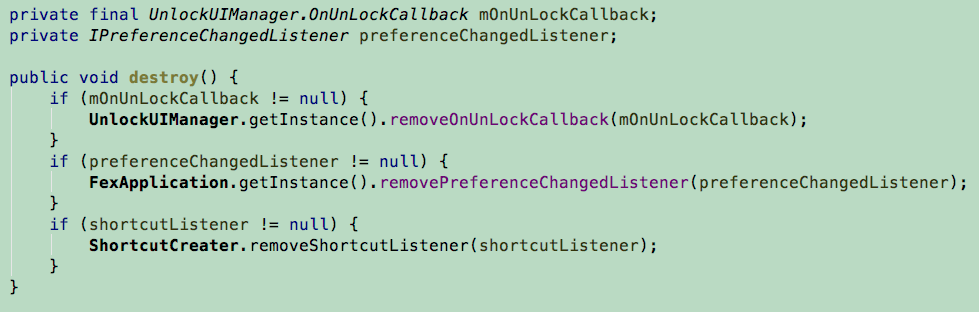 private final UnlockUIManager.OnUnLockCallback mOnUnLockCallback;
private IPreferenceChangedListener preferenceChangedListener;
public void destroy() {
if (mOnUnLockCallback != null) {
UnlockUIManager.getInstance().removeOnUnLockCallback(mOnUnLockCallback);
}
if (preferenceChangedListener != null) {
FexApplication.getInstance().removePreferenceChangedListener(preferenceChangedListener);
}
if (shortcutListener != null) {
ShortcutCreater.removeShortcutListener(shortcutListener);
}
}